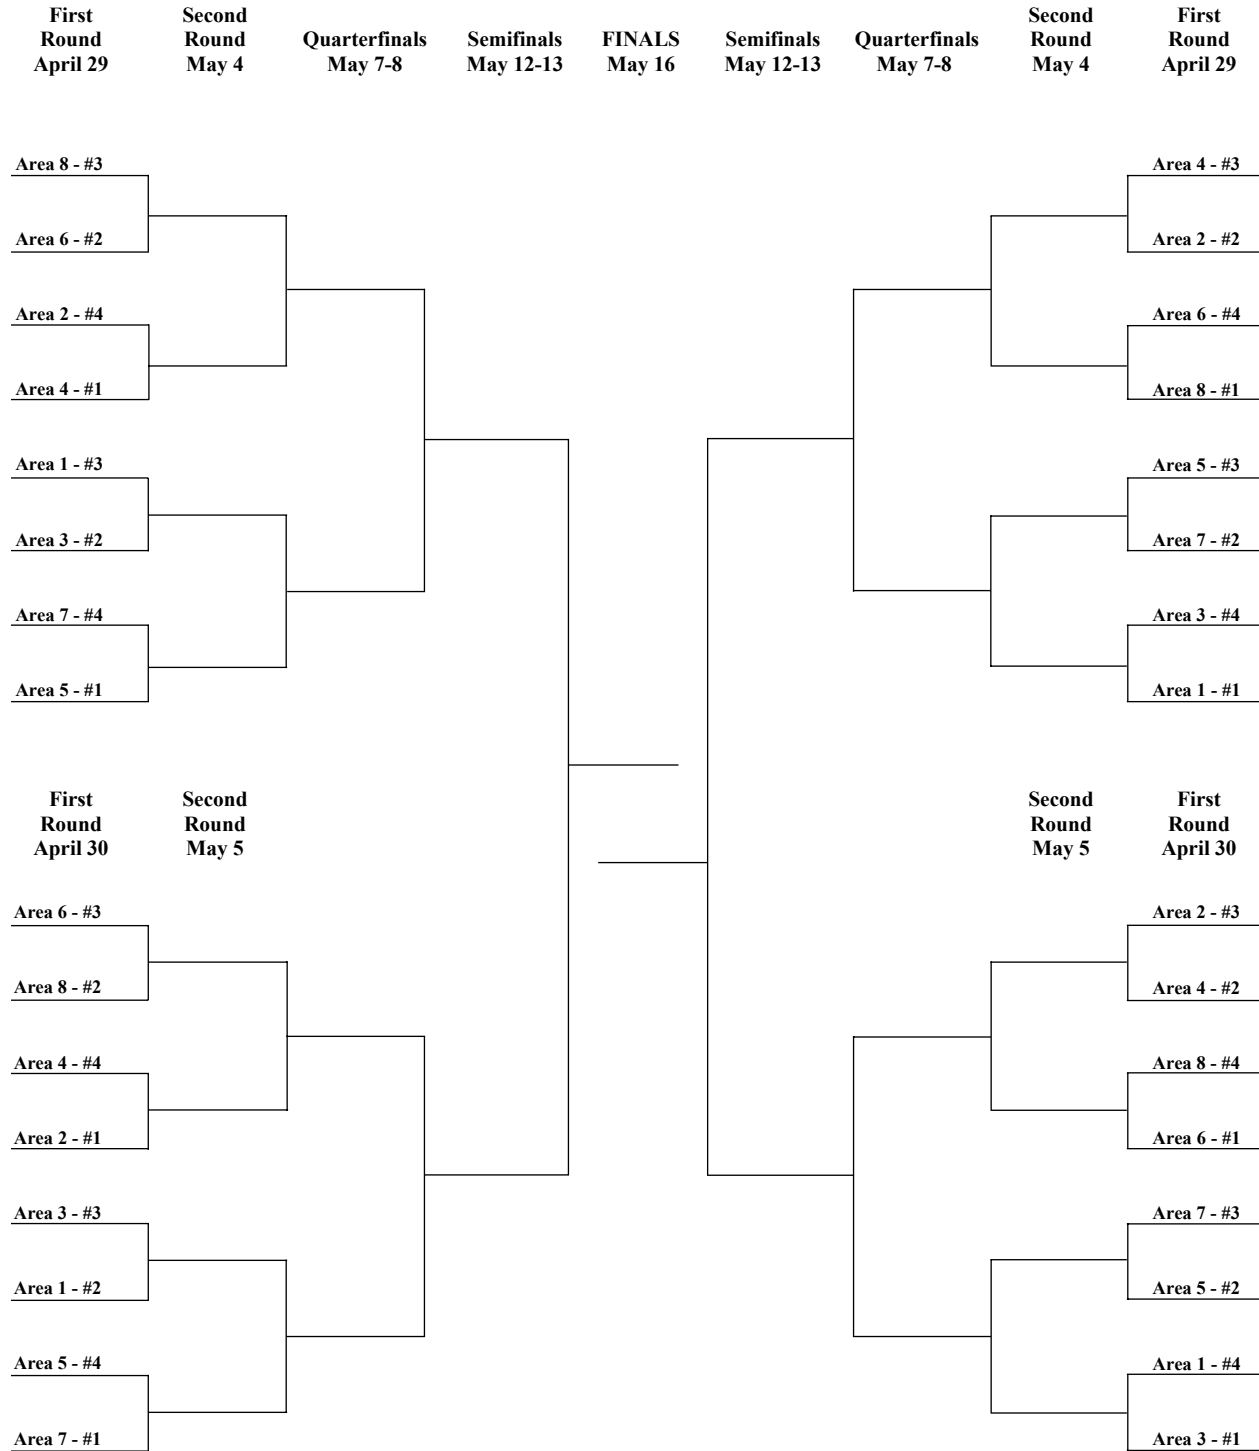 First Second Second First
Round Round Quarterfinals Semifinals FINALS Semifinals Quarterfinals Round Round
April 29 May 4 May 7-8 May 12-13 May 16 May 12-13 May 7-8 May 4 April 29
Area 8 - #3 Area 4 - #3
Area 6 - #2 Area 2 - #2
Area 2 - #4 Area 6 - #4
Area 4 - #1 Area 8 - #1
Area 1 - #3 Area 5 - #3
Area 3 - #2 Area 7 - #2
Area 7 - #4 Area 3 - #4
Area 5 - #1 Area 1 - #1
First Second Second First
Round Round Round Round
April 30 May 5 May 5 April 30
Area 6 - #3 Area 2 - #3
Area 8 - #2 Area 4 - #2
Area 4 - #4 Area 8 - #4
Area 2 - #1 Area 6 - #1
Area 3 - #3 Area 7 - #3
Area 1 - #2 Area 5 - #2
Area 5 - #4 Area 1 - #4
Area 7 - #1 Area 3 - #1